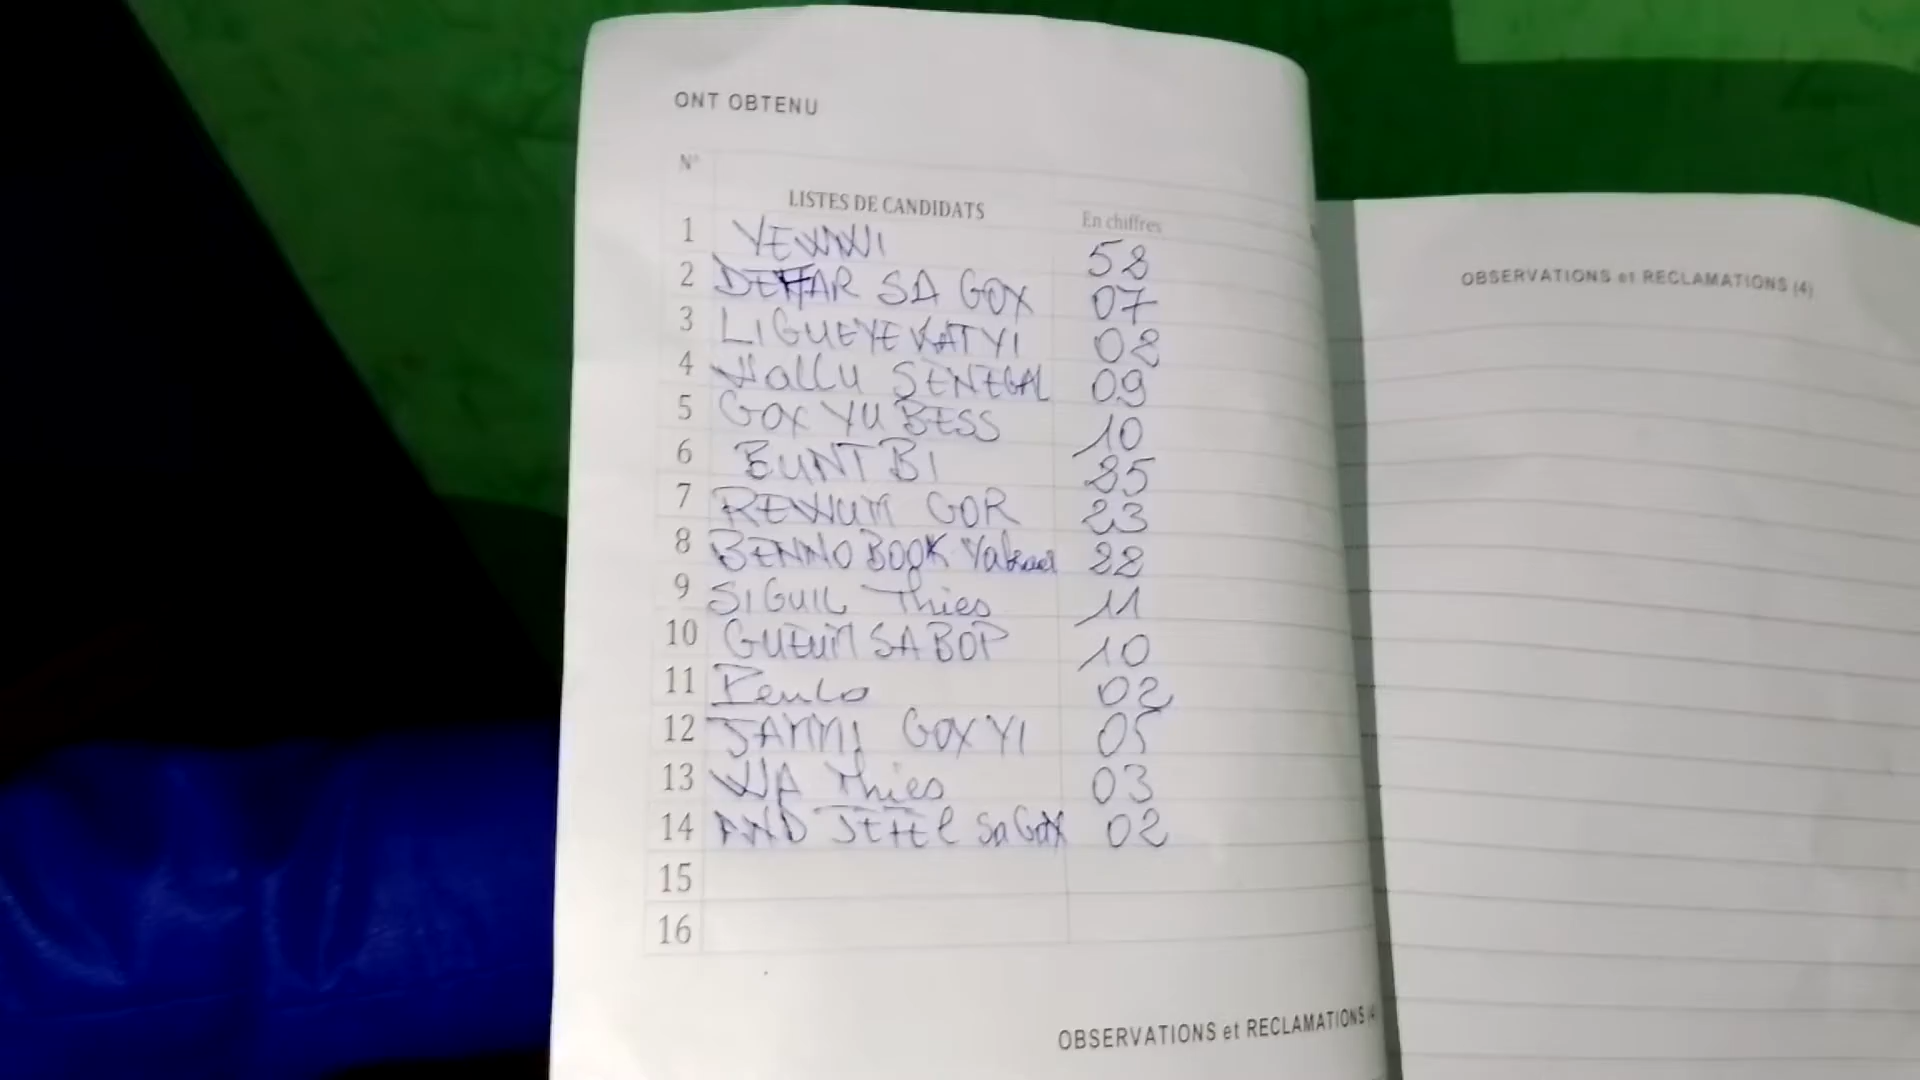 ONT OBTENU
N° LISTES DE CANDIDATS En chiffres
1 YEWWI 58
2 DEFFAR SA GOX 07
3 LIGUEYE KATYI 02
4 Wallu SENEGAL 09
5 GOX YU BESS 10
6 BUNT BI 25
7 REWUM GOR 23
8 BENNO BOOK Yakaar 22
9 SIGUIL Thies 11
10 GUEUM SA BOP 10
11 02
12 JAMMI GOX YI 05
13 WA Thies 03
14 AND JEFFEL Sa Gox 02
15
16
OBSERVATIONS et RECLAMATIONS (4
OBSERVATIONS et RECLAMATIONS (4)